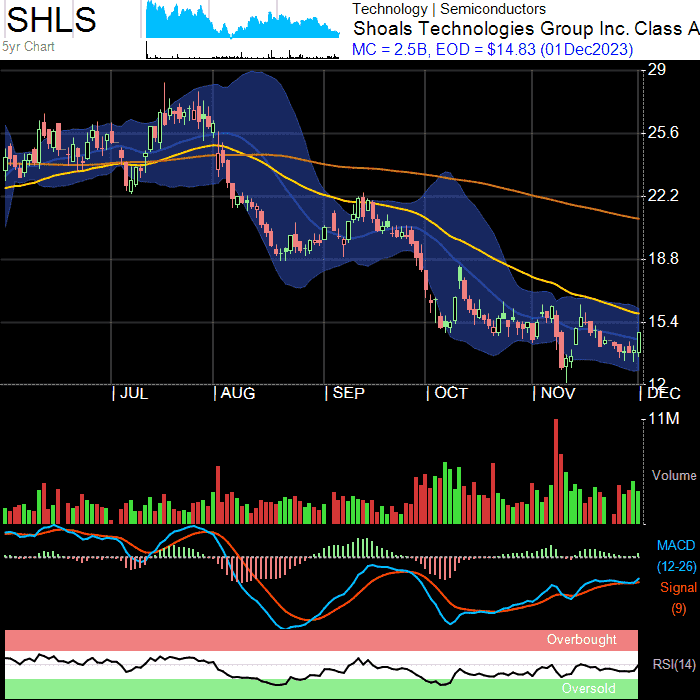 SHLS
5yr Chart
Technology | Semiconductors
Shoals Technologies Group Inc. Class A
MC = 2.5B, EOD = $14.83 (01Dec2023)
29
25.6
22.2
18.8
15.4
12
JUL
AUG
SEP
OCT
NOV
DEC
11M
Volume
MACD
(12-26)
Signal
(9)
Overbought
RSI(14)
Oversold